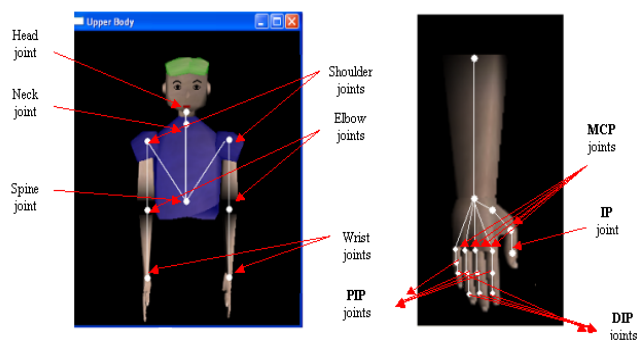 Upper Body
Head
joint
Neck
joint
Spine
joint
Shoulder
joints
Elbow
joints
Wrist
joints
MCP
joints
IP
joint
PIP
joints
DIP
joints